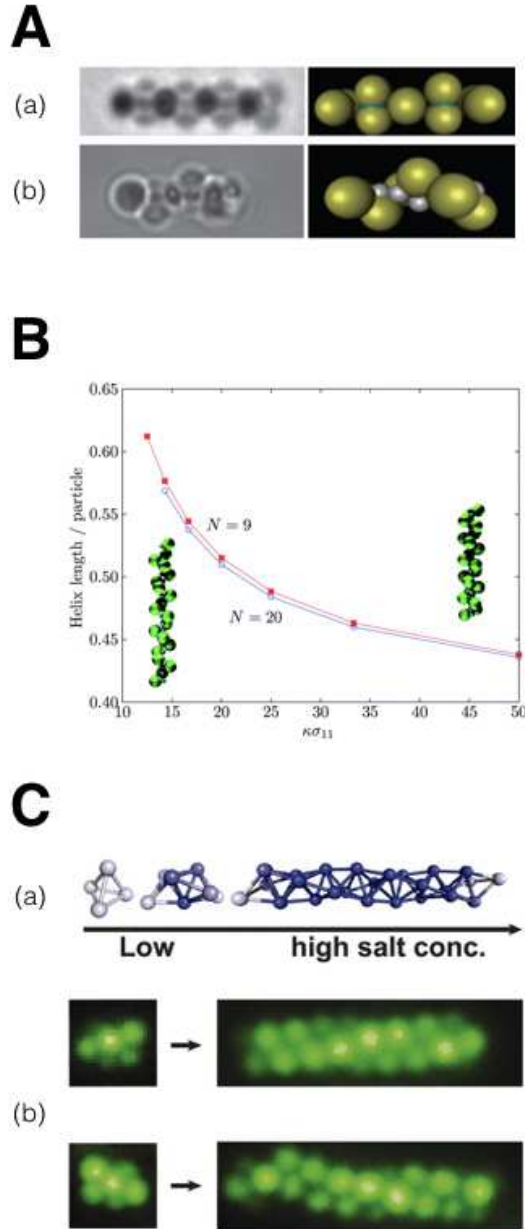 A
(a)
(b)
B
0.65
0.60
0.55
0.50
0.45
0.40
Helix length / particle
N = 9
N = 20
10 15 20 25 30 35 40 45 50
κσ11
C
(a)
Low high salt conc.
(b)